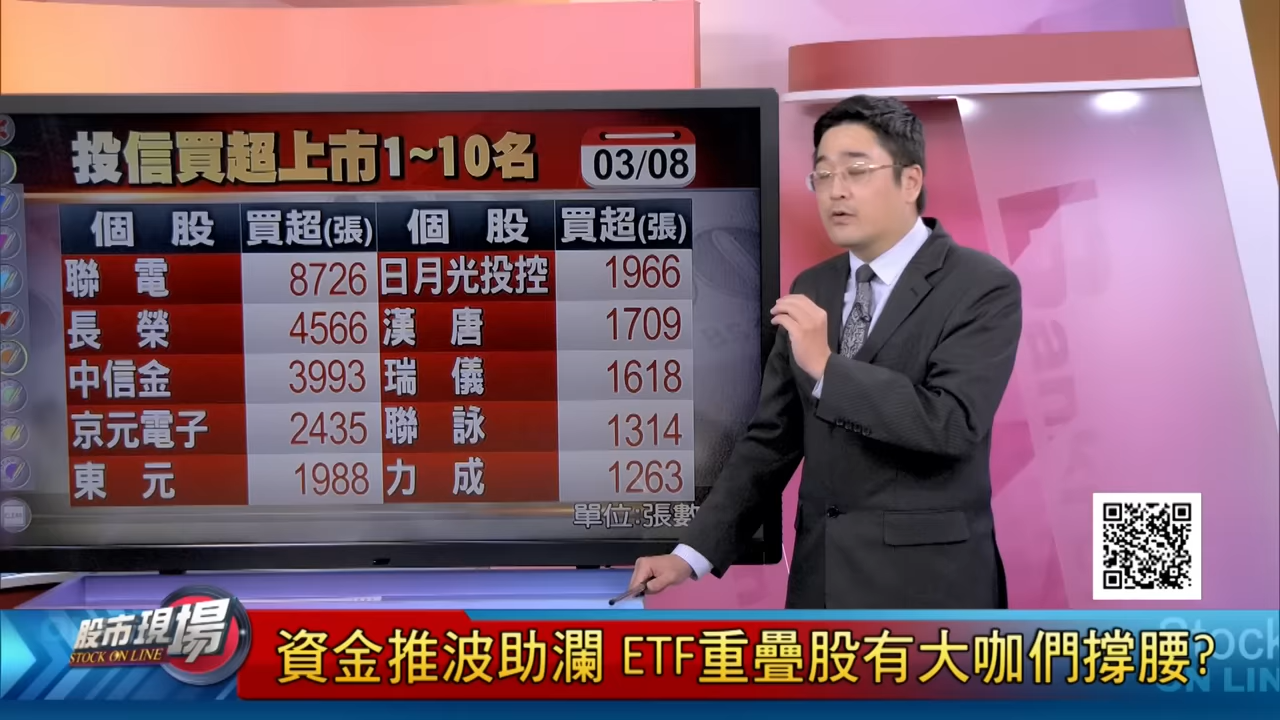 投信買超上市1~10名
03/08
個股 買超(張) 個股 買超(張)
聯電 8726 日月光投控 1966
長榮 4566 漢唐 1709
中信金 3993 瑞儀 1618
京元電子 2435 聯詠 1314
東元 1988 力成 1263
單位:張數
股市現場
STOCK ON LINE
資金推波助瀾 ETF重疊股有大咖們撐腰?
Stock
ON LIN